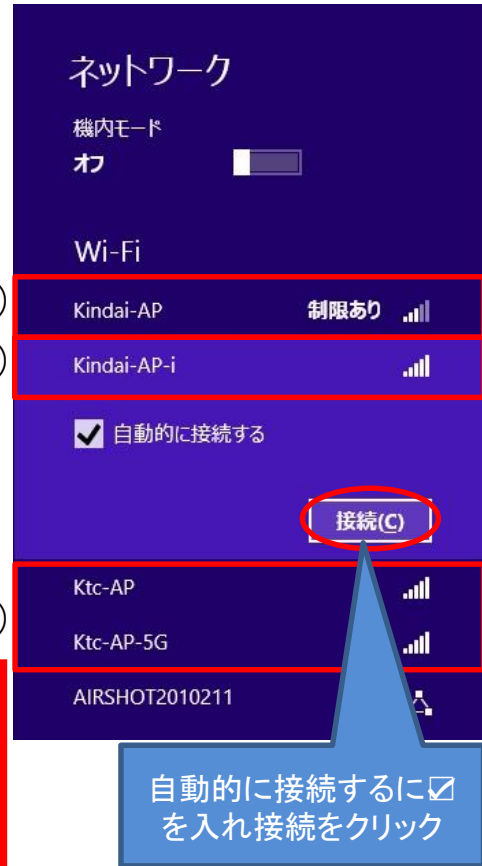 ネットワーク
機内モード
オフ
Wi-Fi
Kindai-AP 制限あり
Kindai-AP-i
自動的に接続する
接続(C)
Ktc-AP
Ktc-AP-5G
AIRSHOT2010211
自動的に接続するに☑
を入れ接続をクリック